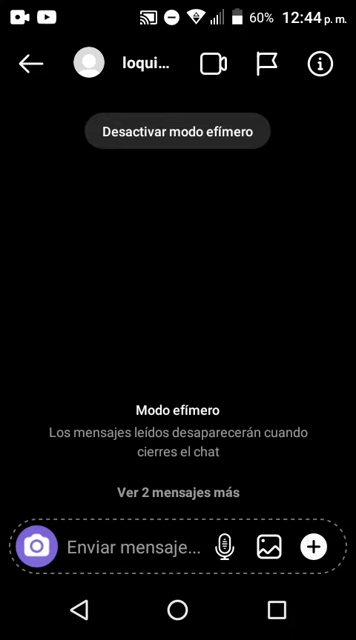 60% 12:44 p. m.
loqui...
Desactivar modo efímero
Modo efímero
Los mensajes leídos desaparecerán cuando
cierres el chat
Ver 2 mensajes más
Enviar mensaje...